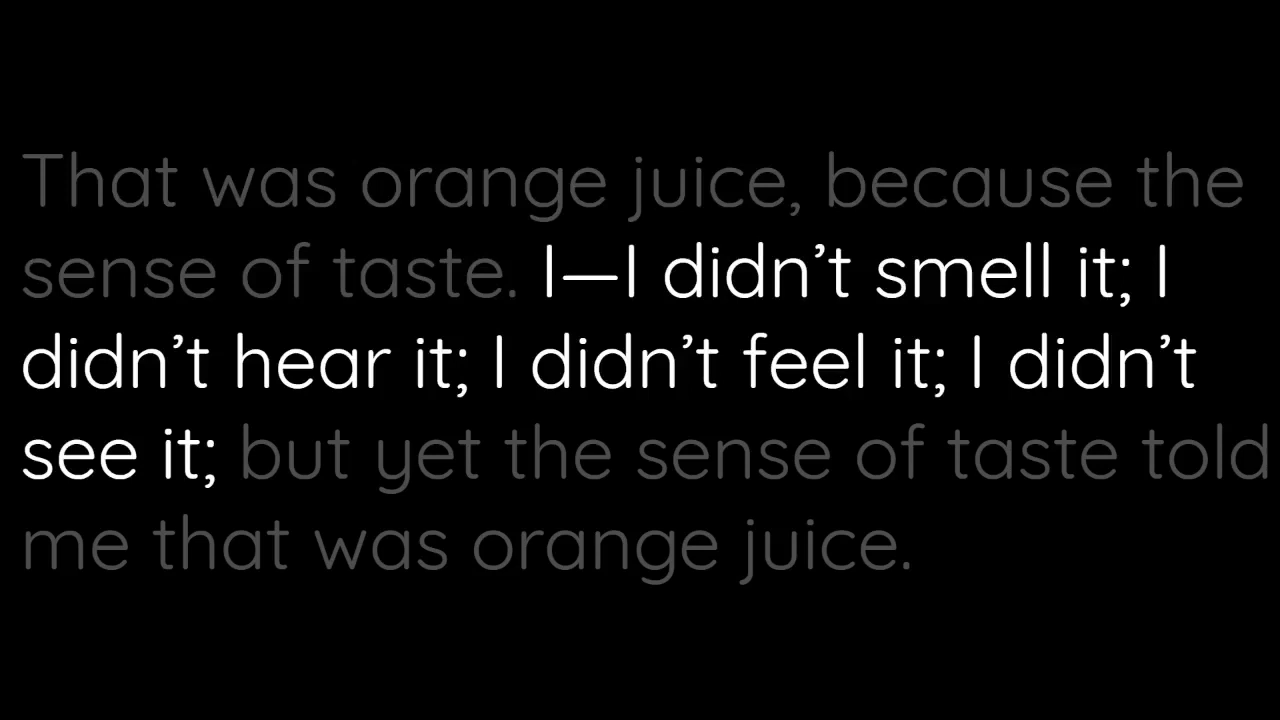 That was orange juice, because the
sense of taste. I—I didn’t smell it; I
didn’t hear it; I didn’t feel it; I didn’t
see it; but yet the sense of taste told
me that was orange juice.